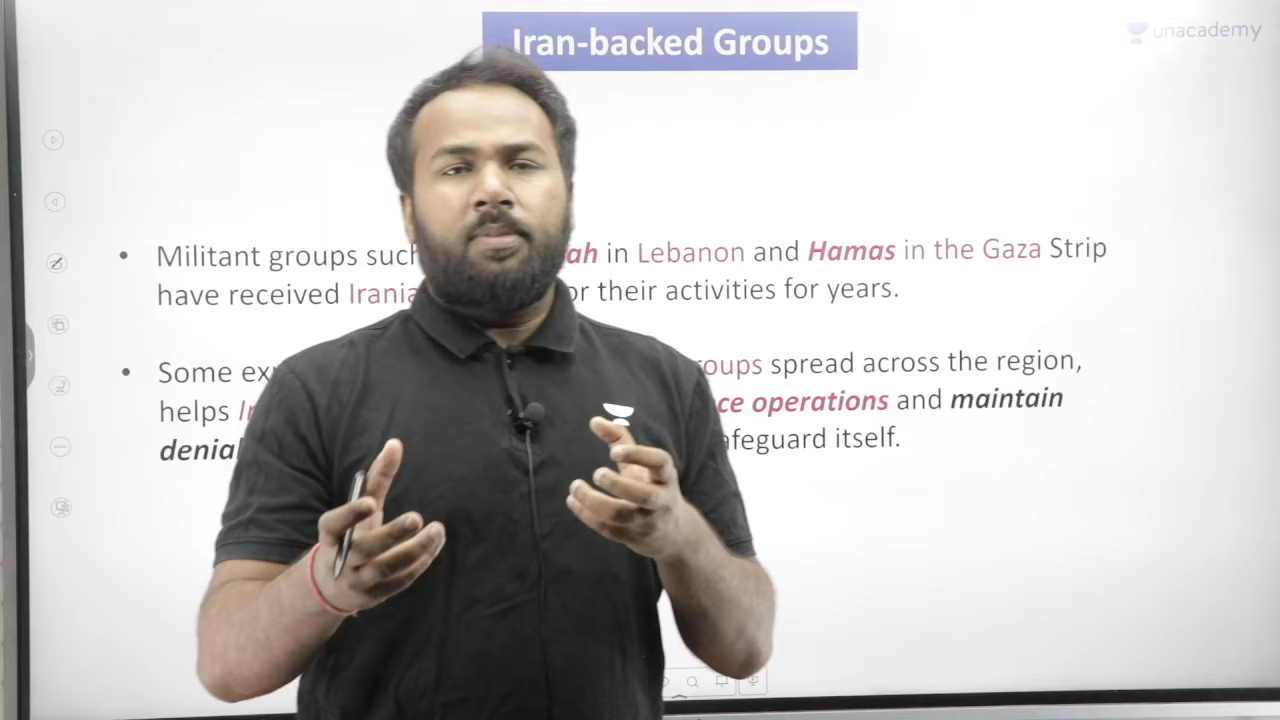 Iran-backed Groups
unacademy
Militant groups such ah in Lebanon and Hamas in the Gaza Strip
have received Irania or their activities for years.
Some ex roups spread across the region,
helps ce operations and maintain
denial afeguard itself.